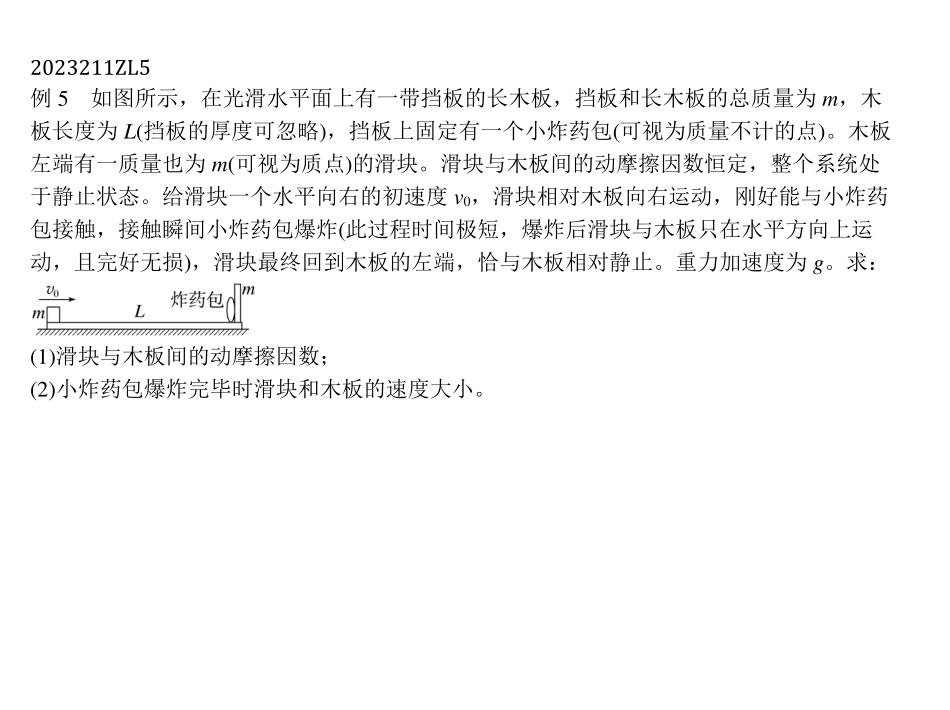 2023211ZL5
例 5　如图所示，在光滑水平面上有一带挡板的长木板，挡板和长木板的总质量为 m，木
板长度为 L(挡板的厚度可忽略)，挡板上固定有一个小炸药包(可视为质量不计的点)。木板
左端有一质量也为 m(可视为质点)的滑块。滑块与木板间的动摩擦因数恒定，整个系统处
于静止状态。给滑块一个水平向右的初速度 v₀，滑块相对木板向右运动，刚好能与小炸药
包接触，接触瞬间小炸药包爆炸(此过程时间极短，爆炸后滑块与木板只在水平方向上运
动，且完好无损)，滑块最终回到木板的左端，恰与木板相对静止。重力加速度为 g。求：
v₀
m
L
炸药包
m
(1)滑块与木板间的动摩擦因数；
(2)小炸药包爆炸完毕时滑块和木板的速度大小。